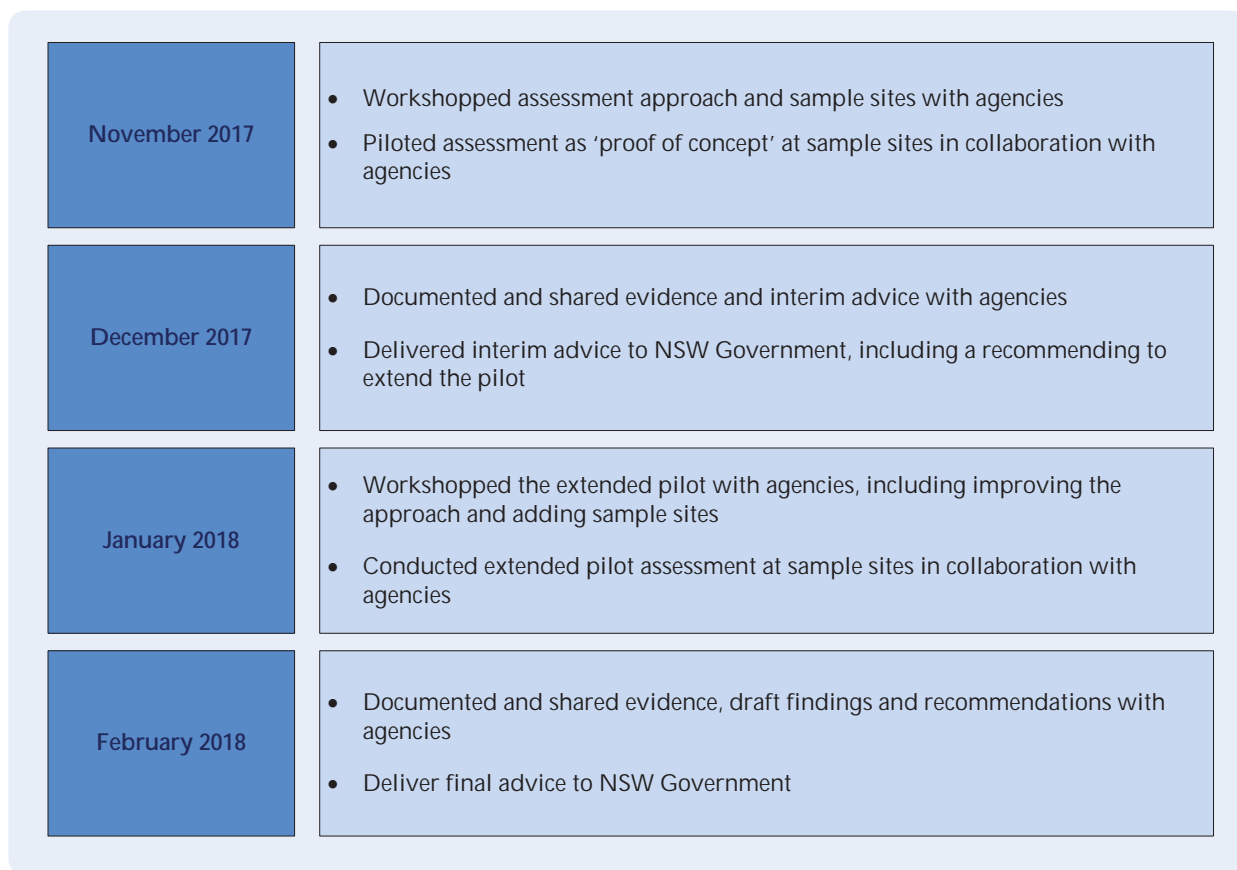 November 2017
• Workshopped assessment approach and sample sites with agencies
• Piloted assessment as ‘proof of concept’ at sample sites in collaboration with
agencies
December 2017
• Documented and shared evidence and interim advice with agencies
• Delivered interim advice to NSW Government, including a recommending to
extend the pilot
January 2018
• Workshopped the extended pilot with agencies, including improving the
approach and adding sample sites
• Conducted extended pilot assessment at sample sites in collaboration with
agencies
February 2018
• Documented and shared evidence, draft findings and recommendations with
agencies
• Deliver final advice to NSW Government